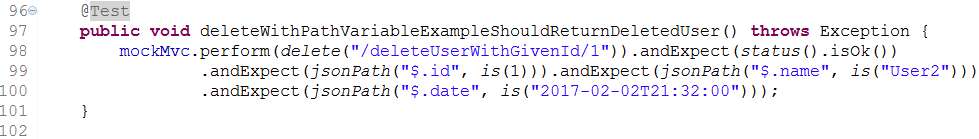 96 @Test
97 public void deleteWithPathVariableExampleShouldReturnDeletedUser() throws Exception {
98 mockMvc.perform(delete("/deleteUserWithGivenId/1")).andExpect(status().isOk())
99 .andExpect(jsonPath("$.id", is(1))).andExpect(jsonPath("$.name", is("User2")))
100 .andExpect(jsonPath("$.date", is("2017-02-02T21:32:00")));
101 }
102